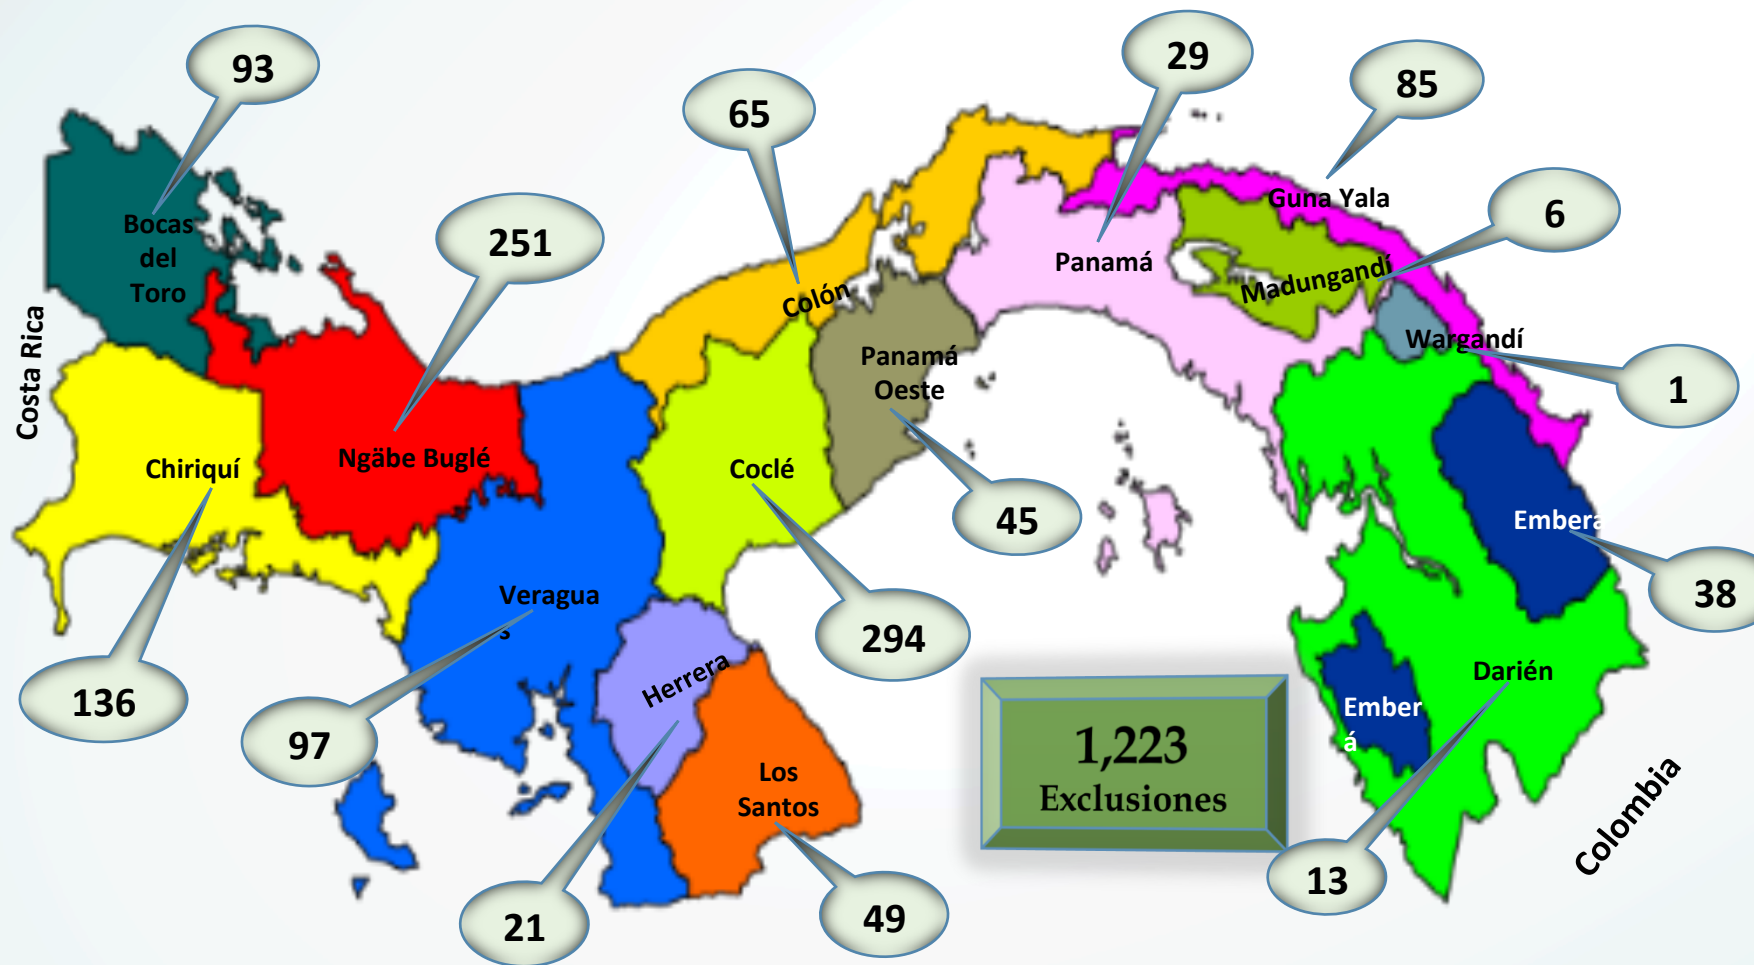 93
29
85
65
6
251
Guna Yala
Bocas
del
Toro
Panamá
Madungandí
Colón
Costa Rica
Wargandí
1
Panamá
Oeste
Chiriquí
Ngäbe Buglé
Coclé
45
Emberá
38
Veragua
s
294
136
97
Herrera
Darién
Ember
á
1,223
Exclusiones
Los
Santos
Colombia
13
21
49